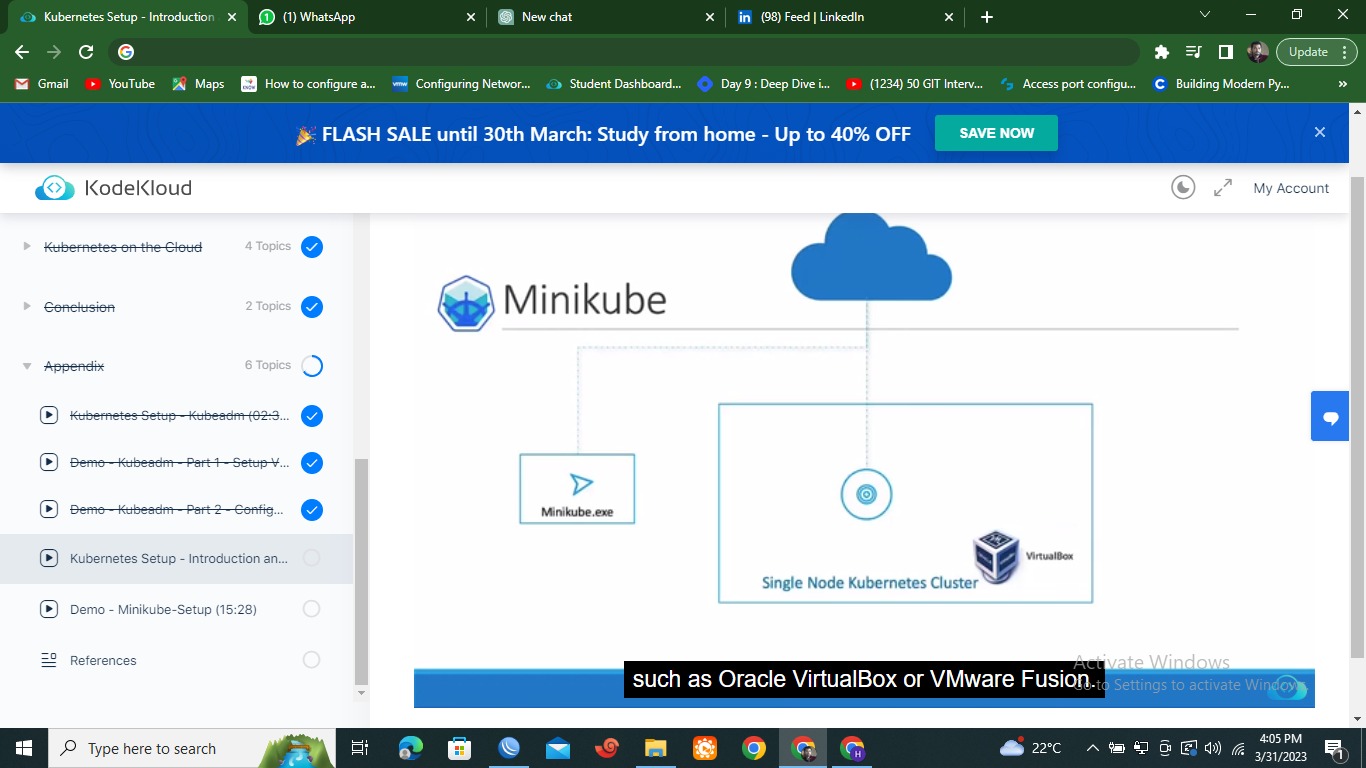 Kubernetes Setup - Introduction
(1) WhatsApp
New chat
(98) Feed | LinkedIn
Update
Gmail
YouTube
Maps
How to configure a...
Configuring Networ...
Student Dashboard...
Day 9 : Deep Dive i...
(1234) 50 GIT Interv...
Access port configu...
Building Modern Py...
FLASH SALE until 30th March: Study from home - Up to 40% OFF
SAVE NOW
KodeKloud
My Account
Kubernetes on the Cloud 4 Topics
Conclusion 2 Topics
Appendix 6 Topics
Kubernetes Setup - Kubeadm (02:3...
Demo - Kubeadm - Part 1 - Setup V...
Demo - Kubeadm - Part 2 - Config...
Kubernetes Setup - Introduction an...
Demo - Minikube-Setup (15:28)
References
Minikube
Minikube.exe
VirtualBox
Single Node Kubernetes Cluster
such as Oracle VirtualBox or VMware Fusion.
Activate Windows
Go to Settings to activate Windows.
Type here to search
22°C
4:05 PM
3/31/2023
1